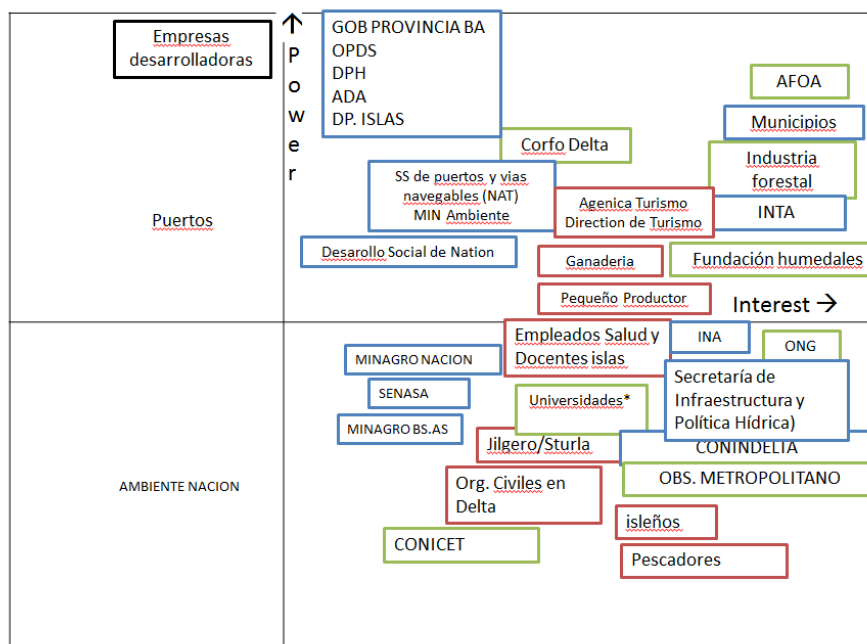 Empresas
desarrolladoras
Power
GOB PROVINCIA BA
OPDS
DPH
ADA
DP. ISLAS
AFOA
Municipios
Corfo Delta
Industria
forestal
SS de puertos y vias
navegables (NAT)
MIN Ambiente
Agenica Turismo
Direction de Turismo
INTA
Puertos
Desarollo Social de Nation
Ganaderia
Fundación humedales
Pequeño Productor
Interest →
Empleados Salud y
Docentes islas
INA
ONG
MINAGRO NACION
Secretaría de
Infraestructura y
Política Hídrica)
SENASA
Universidades*
MINAGRO BS.AS
Jilgero/Sturla
CONINDELTA
Org. Civiles en
Delta
OBS. METROPOLITANO
AMBIENTE NACION
isleños
CONICET
Pescadores